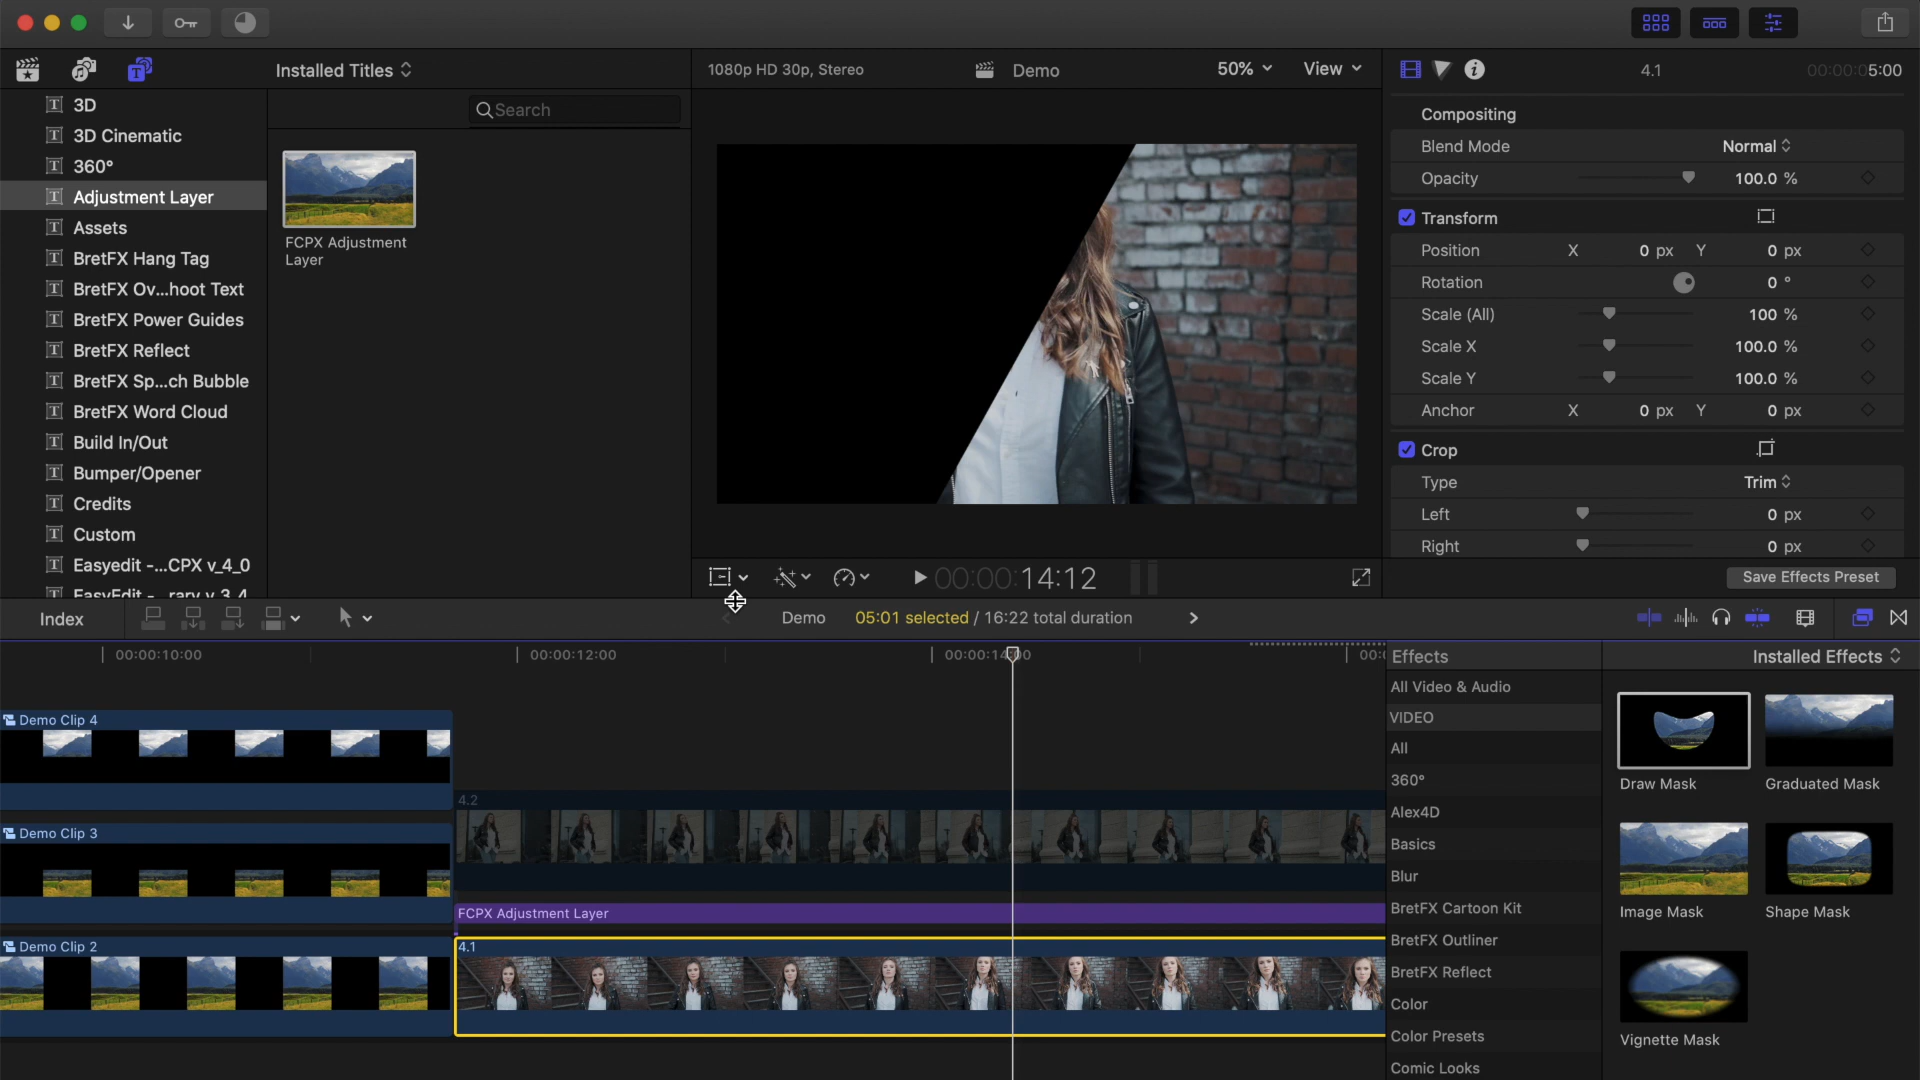 Installed Titles
1080p HD 30p, Stereo
Demo
50%
View
4.1
00:00:05:00
3D
3D Cinematic
360°
Adjustment Layer
Assets
BretFX Hang Tag
BretFX Ov...hoot Text
BretFX Power Guides
BretFX Reflect
BretFX Sp...ch Bubble
BretFX Word Cloud
Build In/Out
Bumper/Opener
Credits
Custom
Easyedit -...CPX v_4_0
Search
FCPX Adjustment
Layer
Compositing
Blend Mode Normal
Opacity 100.0 %
Transform
Position X 0 px Y 0 px
Rotation 0 °
Scale (All) 100 %
Scale X 100.0 %
Scale Y 100.0 %
Anchor X 0 px Y 0 px
Crop
Type Trim
Left 0 px
Right 0 px
Save Effects Preset
00:00:14:12
Index
Demo
05:01 selected / 16:22 total duration
00:00:10:00
00:00:12:00
00:00:14:00
Demo Clip 4
4.2
Demo Clip 3
FCPX Adjustment Layer
Demo Clip 2
4.1
Effects
Installed Effects
All Video & Audio
VIDEO
All
360°
Alex4D
Basics
Blur
BretFX Cartoon Kit
BretFX Outliner
BretFX Reflect
Color
Color Presets
Comic Looks
Draw Mask
Graduated Mask
Image Mask
Shape Mask
Vignette Mask